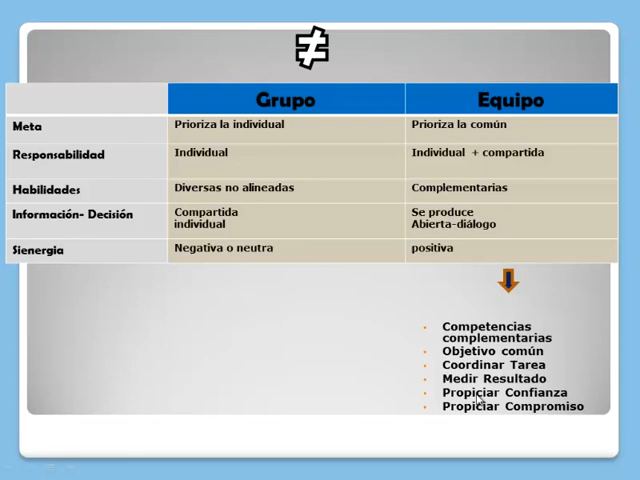 ≠
Grupo Equipo
Meta Prioriza la individual Prioriza la común
Responsabilidad Individual Individual + compartida
Habilidades Diversas no alineadas Complementarias
Información- Decisión Compartida Se produce
individual Abierta-diálogo
Sienergia Negativa o neutra positiva
• Competencias
complementarias
• Objetivo común
• Coordinar Tarea
• Medir Resultado
• Propiciar Confianza
• Propiciar Compromiso